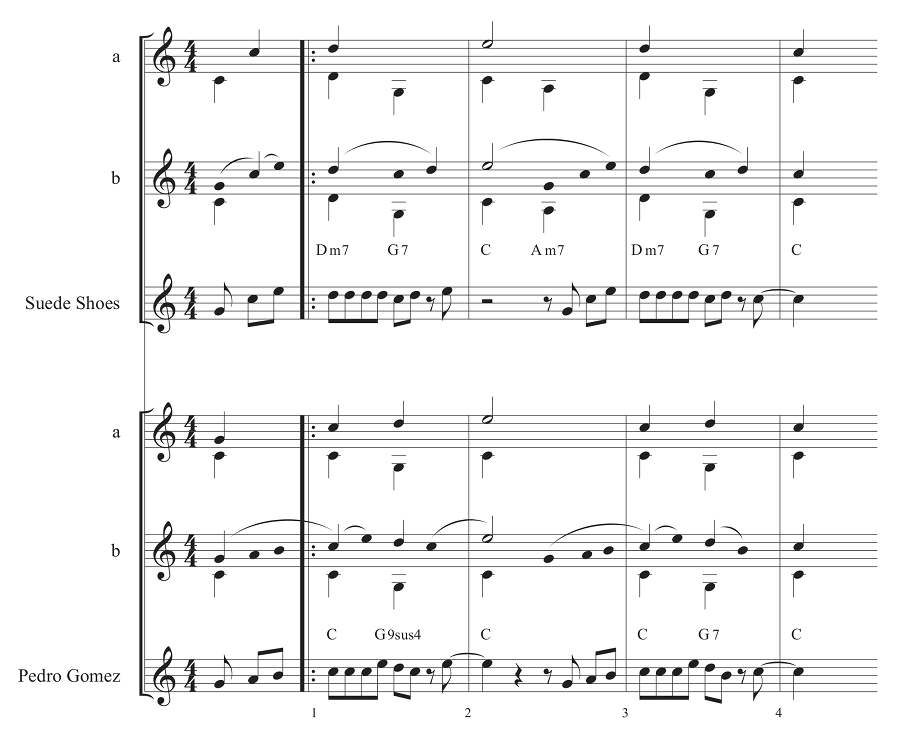 a
b
Dm7 G7 C Am7 Dm7 G7 C
Suede Shoes
a
b
C G9sus4 C C G7 C
Pedro Gomez
1 2 3 4